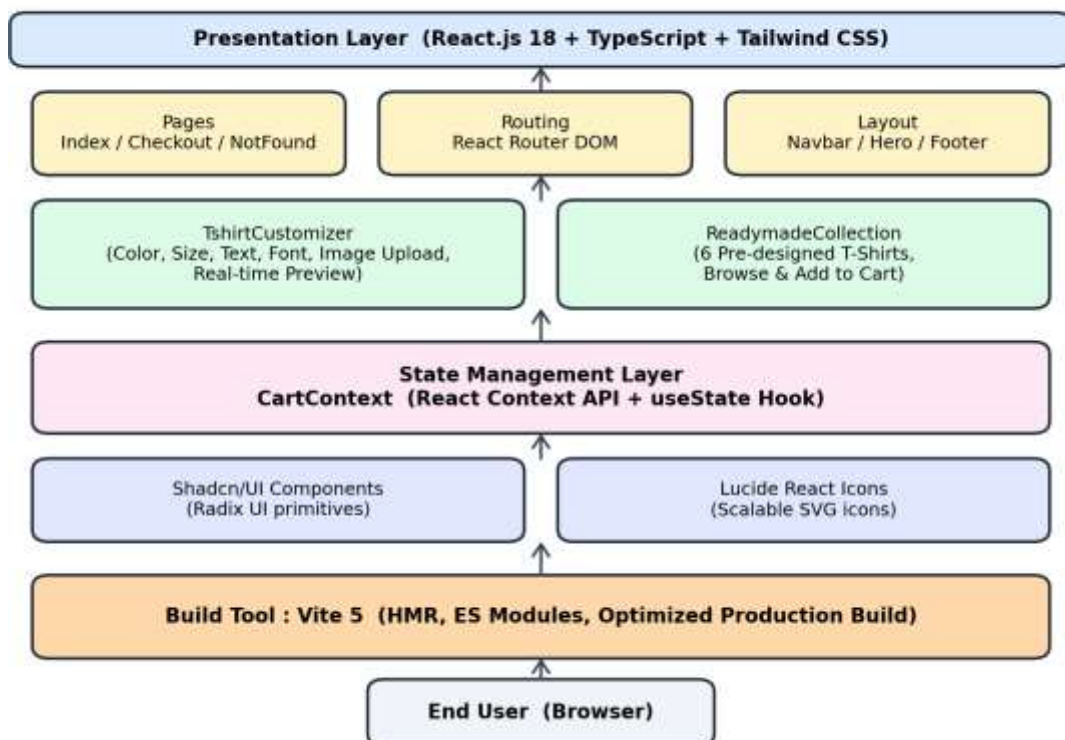 Presentation Layer (React.js 18 + TypeScript + Tailwind CSS)
Pages
Index / Checkout / NotFound
Routing
React Router DOM
Layout
Navbar / Hero / Footer
TshirtCustomizer
(Color, Size, Text, Font, Image Upload,
Real-time Preview)
ReadymadeCollection
(6 Pre-designed T-Shirts,
Browse & Add to Cart)
State Management Layer
CartContext (React Context API + useState Hook)
Shadcn/UI Components
(Radix UI primitives)
Lucide React Icons
(Scalable SVG icons)
Build Tool : Vite 5 (HMR, ES Modules, Optimized Production Build)
End User (Browser)